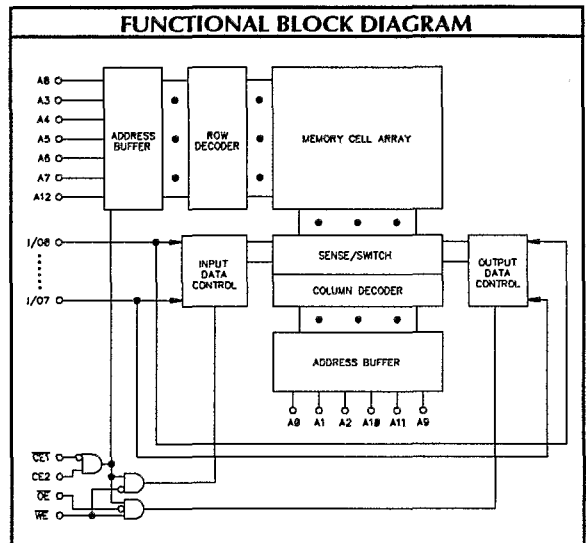 FUNCTIONAL BLOCK DIAGRAM
A8
A3
A4
A5
A6
A7
A12
ADDRESS
BUFFER
ROW
DECODER
MEMORY CELL ARRAY
I/O8
I/O7
INPUT
DATA
CONTROL
SENSE/SWITCH
COLUMN DECODER
OUTPUT
DATA
CONTROL
ADDRESS BUFFER
A0 A1 A2 A10 A11 A9
CE1
CE2
OE
WE